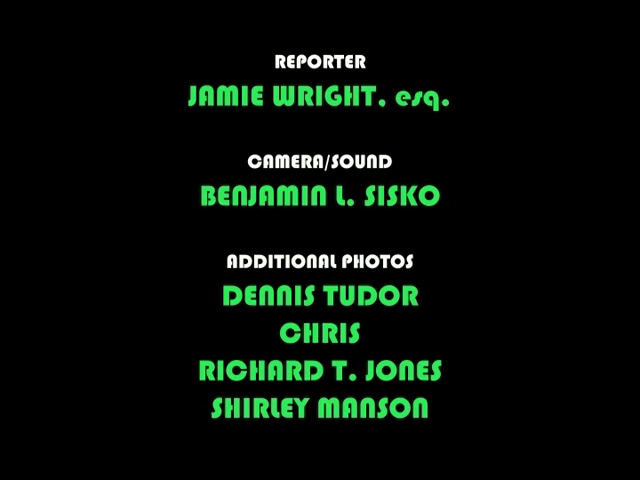 REPORTER
JAMIE WRIGHT, esq.
CAMERA/SOUND
BENJAMIN L. SISKO
ADDITIONAL PHOTOS
DENNIS TUDOR
CHRIS
RICHARD T. JONES
SHIRLEY MANSON